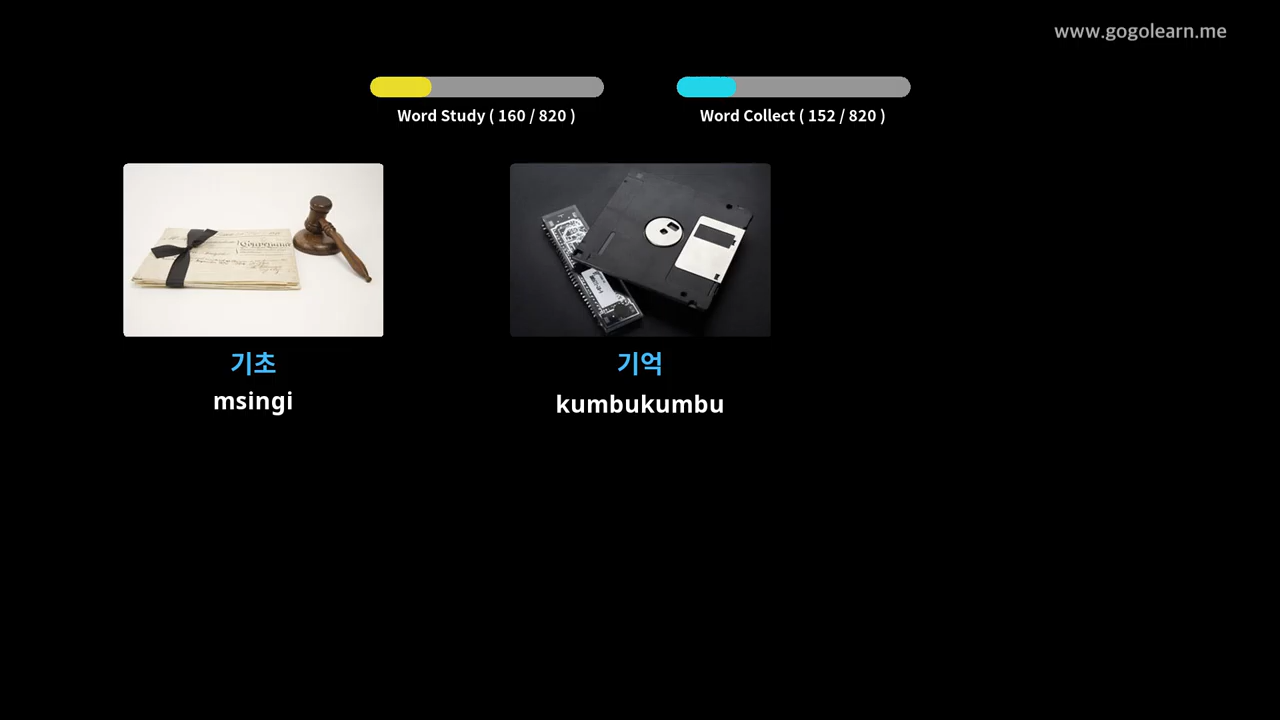 www.gogolearn.me
Word Study ( 160 / 820 )
Word Collect ( 152 / 820 )
기초
msingi
기억
kumbukumbu